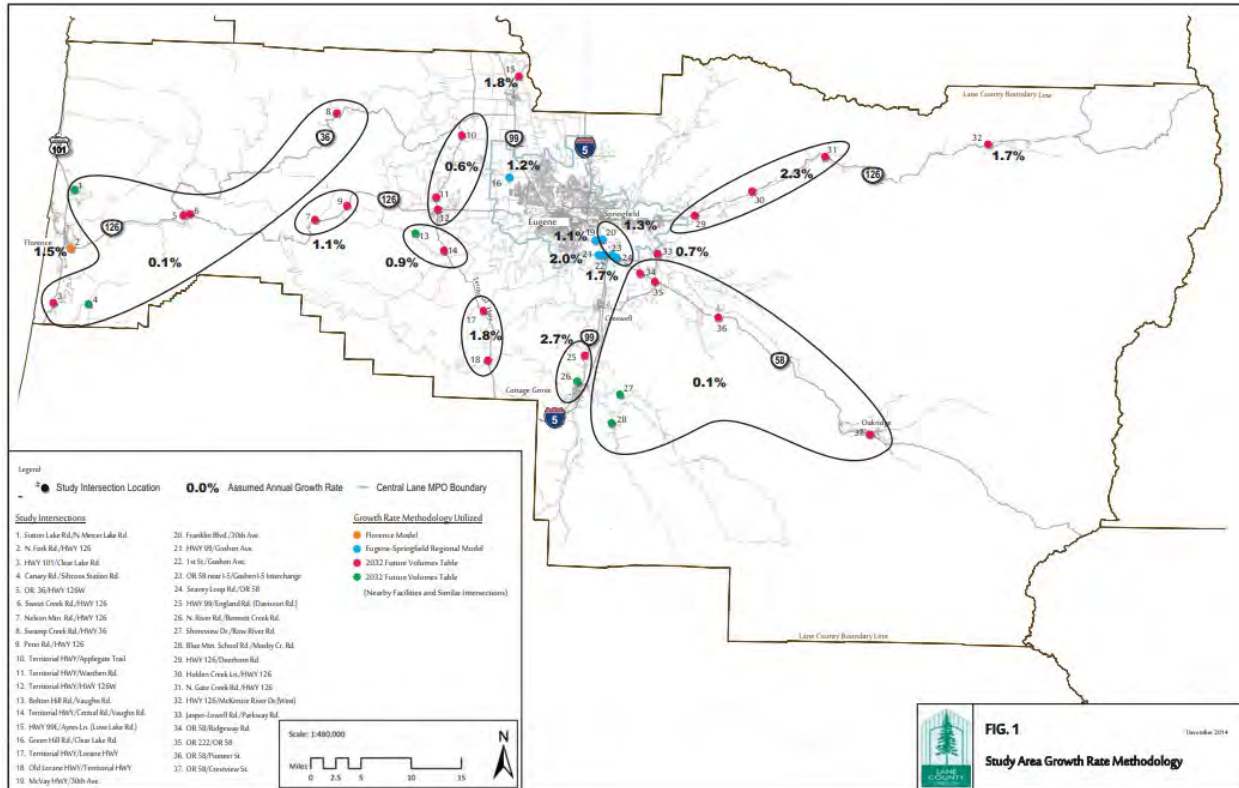 15
1.8%
Lane County Boundary Line
8
36
10
99
32
101
5
31
1.7%
0.6%
1.2%
2.3%
126
1
16
30
9
126
11
5 6
7
12
Eugene
Springfield
29
126
1.3%
2
1.1%
13
19 20
1.1%
Florence
1.5%
14
23
33 0.7%
0.1%
0.9%
2.0%
21
22
24
34
1.7%
35
3
4
17
Creswell
36
2.7%
99
1.8%
58
25
18
0.1%
26
Cottage Grove
27
5
28
Oakridge
37
Legend
Study Intersection Location
0.0% Assumed Annual Growth Rate
Central Lane MPO Boundary
Study Intersections
1. Sutton Lake Rd./N. Mercer Lake Rd.
2. N. Fork Rd./HWY 126
3. HWY 101/Clear Lake Rd.
4. Canary Rd./Siltcoos Station Rd.
5. OR 36/HWY 126W
6. Sweet Creek Rd./HWY 126
7. Nelson Mtn. Rd./HWY 126
8. Swamp Creek Rd./HWY 36
9. Penn Rd./HWY 126
10. Territorial HWY/Applegate Trail
11. Territorial HWY/Warthen Rd.
12. Territorial HWY/HWY 126W
13. Bolton Hill Rd./Vaughn Rd.
14. Territorial HWY/Central Rd./Vaughn Rd.
15. HWY 99E/Ayres Ln. (Love Lake Rd.)
16. Green Hill Rd./Clear Lake Rd.
17. Territorial HWY/Lorane HWY
18. Old Lorane HWY/Territorial HWY
19. McVay HWY/30th Ave.
20. Franklin Blvd./30th Ave.
21. HWY 99/Goshen Ave.
22. 1st St./Goshen Ave.
23. OR 58 near I-5/Goshen I-5 Interchange
24. Seavey Loop Rd./OR 58
25. HWY 99/England Rd. (Davisson Rd.)
26. N. River Rd./Bennett Creek Rd.
27. Shoreview Dr./Row River Rd.
28. Blue Mtn. School Rd./Mosby Cr. Rd.
29. HWY 126/Deerhorn Rd.
30. Holden Creek Ln./HWY 126
31. N. Gate Creek Rd./HWY 126
32. HWY 126/McKenzie River Dr.(West)
33. Jasper-Lowell Rd./Parkway Rd.
34. OR 58/Ridgeway Rd.
35. OR 222/OR 58
36. OR 58/Pioneer St.
37. OR 58/Crestview St.
Growth Rate Methodology Utilized
Florence Model
Eugene-Springfield Regional Model
2032 Future Volumes Table
2032 Future Volumes Table
(Nearby Facilities and Similar Intersections)
Lane County Boundary Line
Scale: 1:480,000
N
Miles
0 2.5 5 10 15
LANE
COUNTY
FIG. 1
December 2014
Study Area Growth Rate Methodology